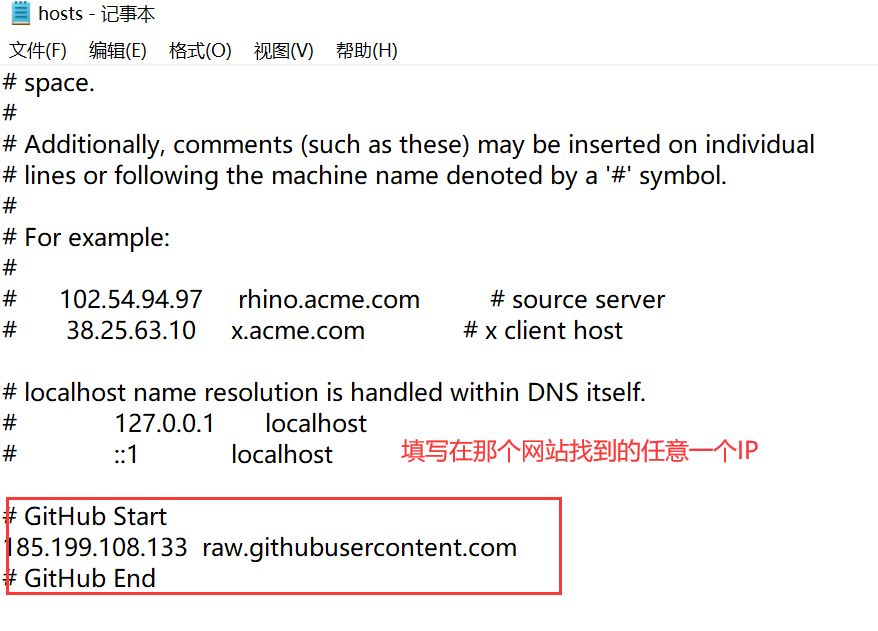 hosts - 记事本
文件(F) 编辑(E) 格式(O) 视图(V) 帮助(H)
# space.
#
# Additionally, comments (such as these) may be inserted on individual
# lines or following the machine name denoted by a '#' symbol.
#
# For example:
#
# 102.54.94.97 rhino.acme.com # source server
# 38.25.63.10 x.acme.com # x client host
# localhost name resolution is handled within DNS itself.
# 127.0.0.1 localhost
# ::1 localhost
填写在那个网站找到的任意一个IP
# GitHub Start
185.199.108.133 raw.githubusercontent.com
# GitHub End